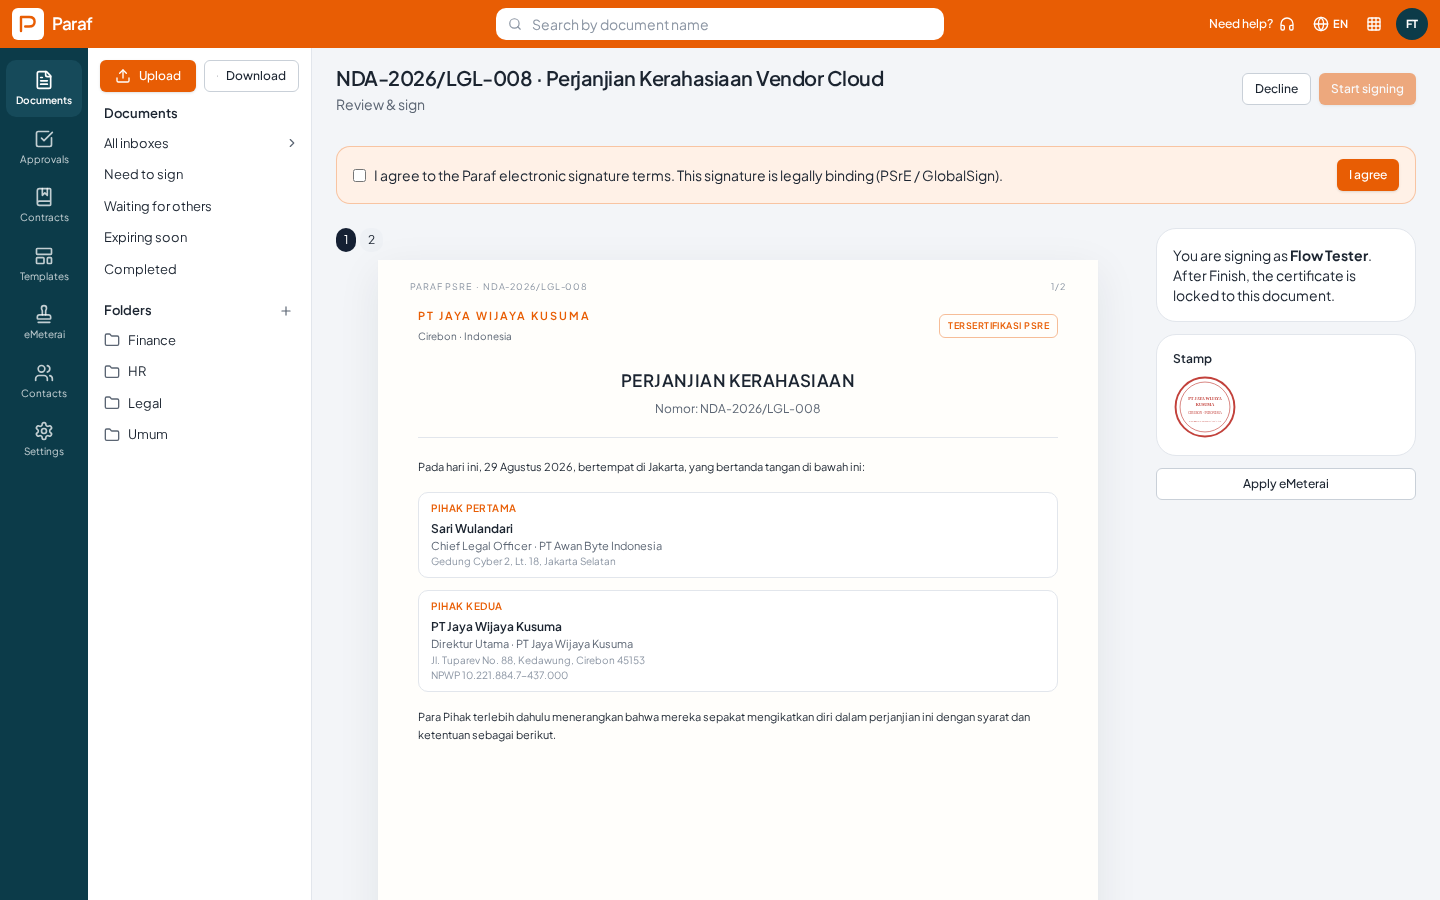 Paraf
Search by document name
Need help?
EN
FT
Documents
Approvals
Contracts
Templates
eMeterai
Contacts
Settings
Upload
Download
Documents
All inboxes
Need to sign
Waiting for others
Expiring soon
Completed
Folders
Finance
HR
Legal
Umum
NDA-2026/LGL-008 · Perjanjian Kerahasiaan Vendor Cloud
Review & sign
Decline
Start signing
I agree to the Paraf electronic signature terms. This signature is legally binding (PSrE / GlobalSign).
I agree
1
2
PARAF PSRE · NDA-2026/LGL-008
1/2
PT JAYA WIJAYA KUSUMA
Cirebon · Indonesia
TERSERTIFIKASI PSRE
PERJANJIAN KERAHASIAAN
Nomor: NDA-2026/LGL-008
Pada hari ini, 29 Agustus 2026, bertempat di Jakarta, yang bertanda tangan di bawah ini:
PIHAK PERTAMA
Sari Wulandari
Chief Legal Officer · PT Awan Byte Indonesia
Gedung Cyber 2, Lt. 18, Jakarta Selatan
PIHAK KEDUA
PT Jaya Wijaya Kusuma
Direktur Utama · PT Jaya Wijaya Kusuma
Jl. Tuparev No. 88, Kedawung, Cirebon 45153
NPWP 10.221.884.7-437.000
Para Pihak terlebih dahulu menerangkan bahwa mereka sepakat mengikatkan diri dalam perjanjian ini dengan syarat dan
ketentuan sebagai berikut.
You are signing as Flow Tester.
After Finish, the certificate is
locked to this document.
Stamp
PT JAYA WIJAYA
KUSUMA
Apply eMeterai